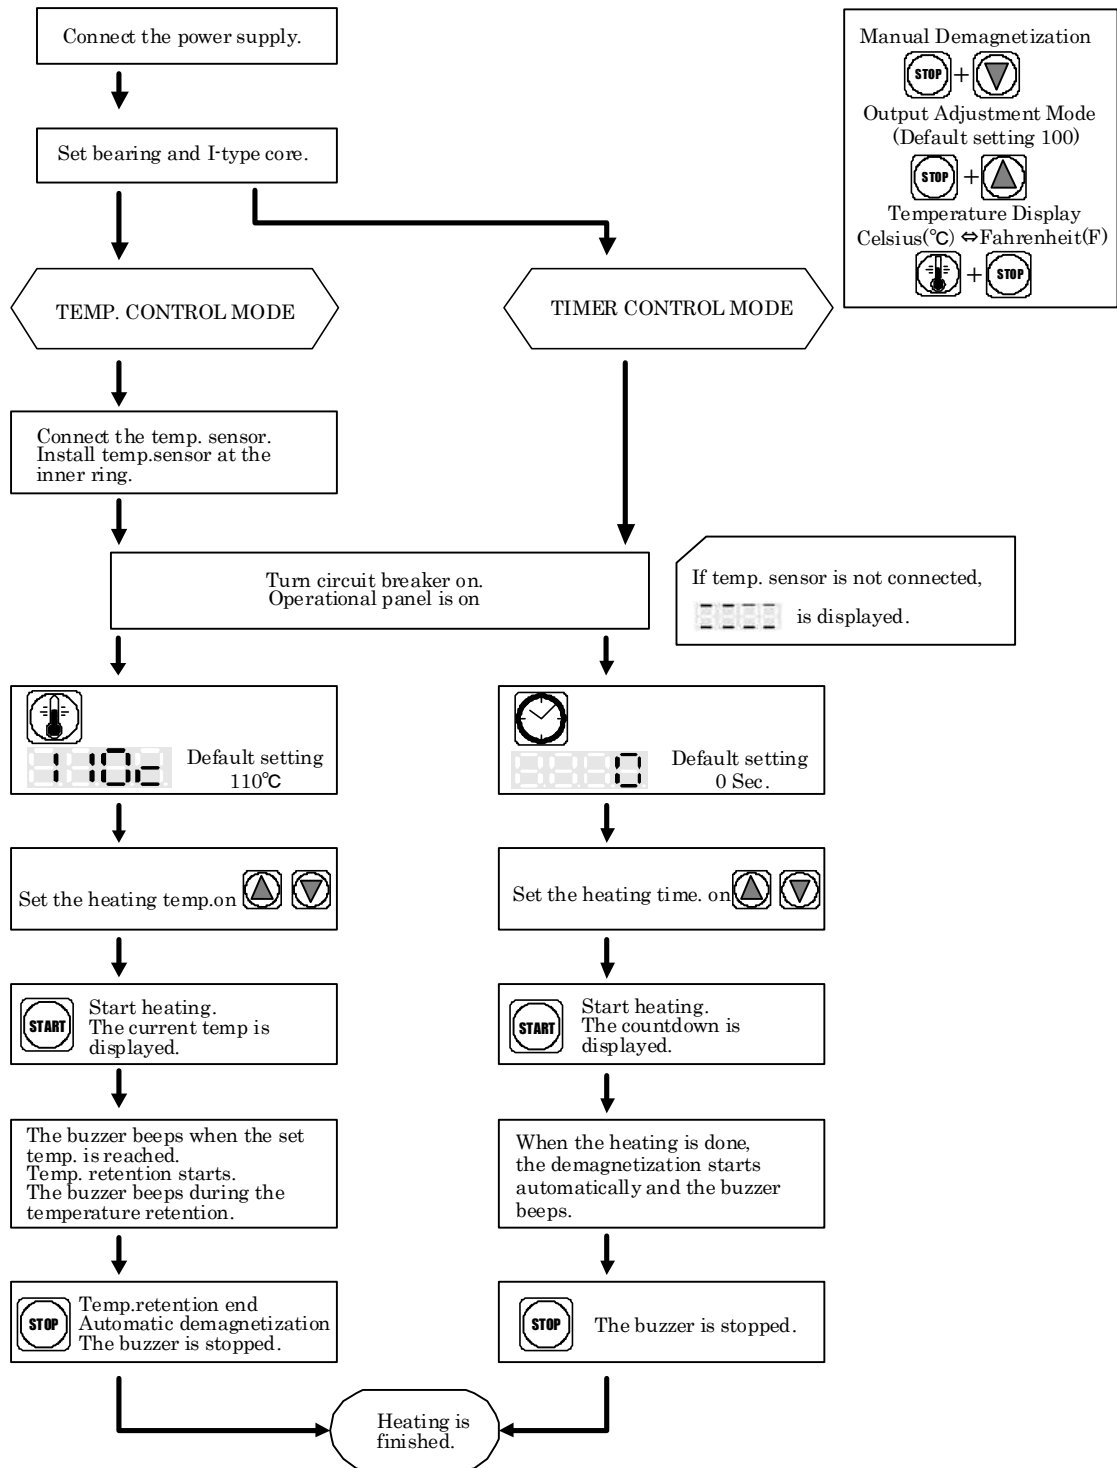 Connect the power supply.
Set bearing and I-type core.
Manual Demagnetization
STOP + 
Output Adjustment Mode
(Default setting 100)
STOP + 
Temperature Display
Celsius(℃) ⇔Fahrenheit(F)
+ STOP
TEMP. CONTROL MODE
TIMER CONTROL MODE
Connect the temp. sensor.
Install temp.sensor at the
inner ring.
Turn circuit breaker on.
Operational panel is on
If temp. sensor is not connected,
is displayed.
110c
Default setting
110℃
0
Default setting
0 Sec.
Set the heating temp.on
Set the heating time. on
START
Start heating.
The current temp is
displayed.
START
Start heating.
The countdown is
displayed.
The buzzer beeps when the set
temp. is reached.
Temp. retention starts.
The buzzer beeps during the
temperature retention.
When the heating is done,
the demagnetization starts
automatically and the buzzer
beeps.
STOP
Temp.retention end
Automatic demagnetization
The buzzer is stopped.
STOP
The buzzer is stopped.
Heating is
finished.